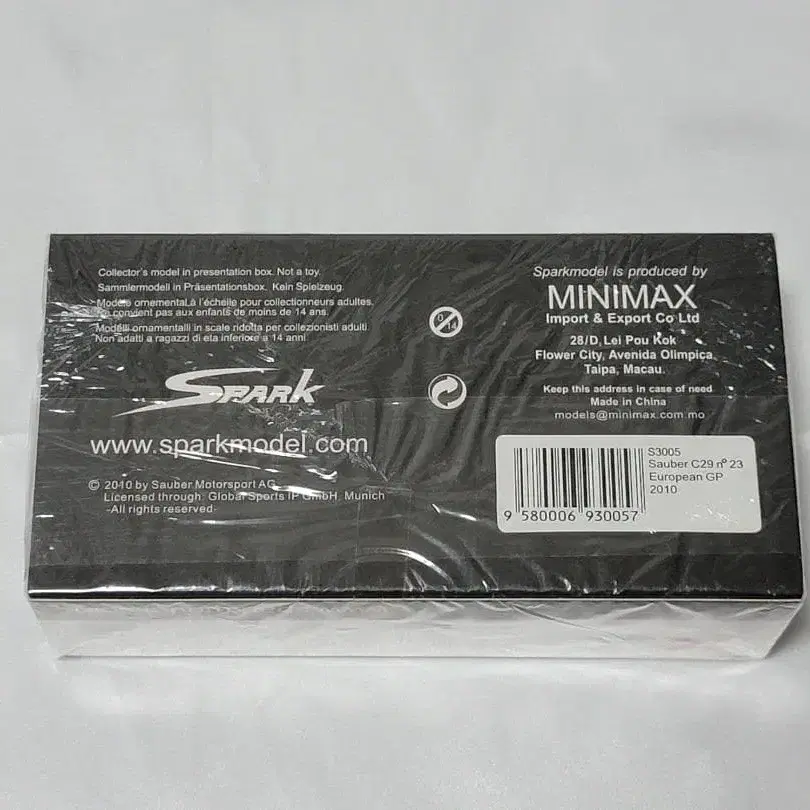 Collector's model in presentation box. Not a toy.
Sammlermodell in Präsentationsbox. Kein Spielzeug.
Modèle ornemental à l'échelle pour collectionneurs adultes.
Ne convient pas aux enfants de moins de 14 ans.
Modelli ornamentalli in scale ridotta per collezionisti adulti
Non adatti a ragazzi di eta inferiore a 14 anni
SPARK
www.sparkmodel.com
© 2010 by Sauber Motorsport AG
Licensed through: Global Sports IP GmbH, Munich
-All rights reserved-
0
14
Sparkmodel is produced by
MINIMAX
Import & Export Co Ltd
28/D, Lei Pou Kok
Flower City, Avenida Olimpica
Taipa, Macau.
Keep this address in case of need
Made in China
models@minimax.com.mo
S3005
Sauber C29 nº 23
European GP
2010
9 580006 930057